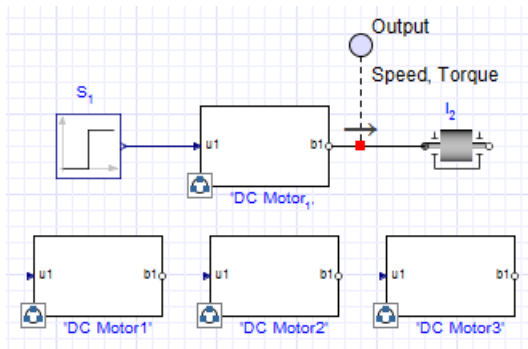 Output
Speed, Torque
S1
I2
u1
b1
'DC Motor1'
u1
b1
u1
b1
u1
b1
'DC Motor1'
'DC Motor2'
'DC Motor3'